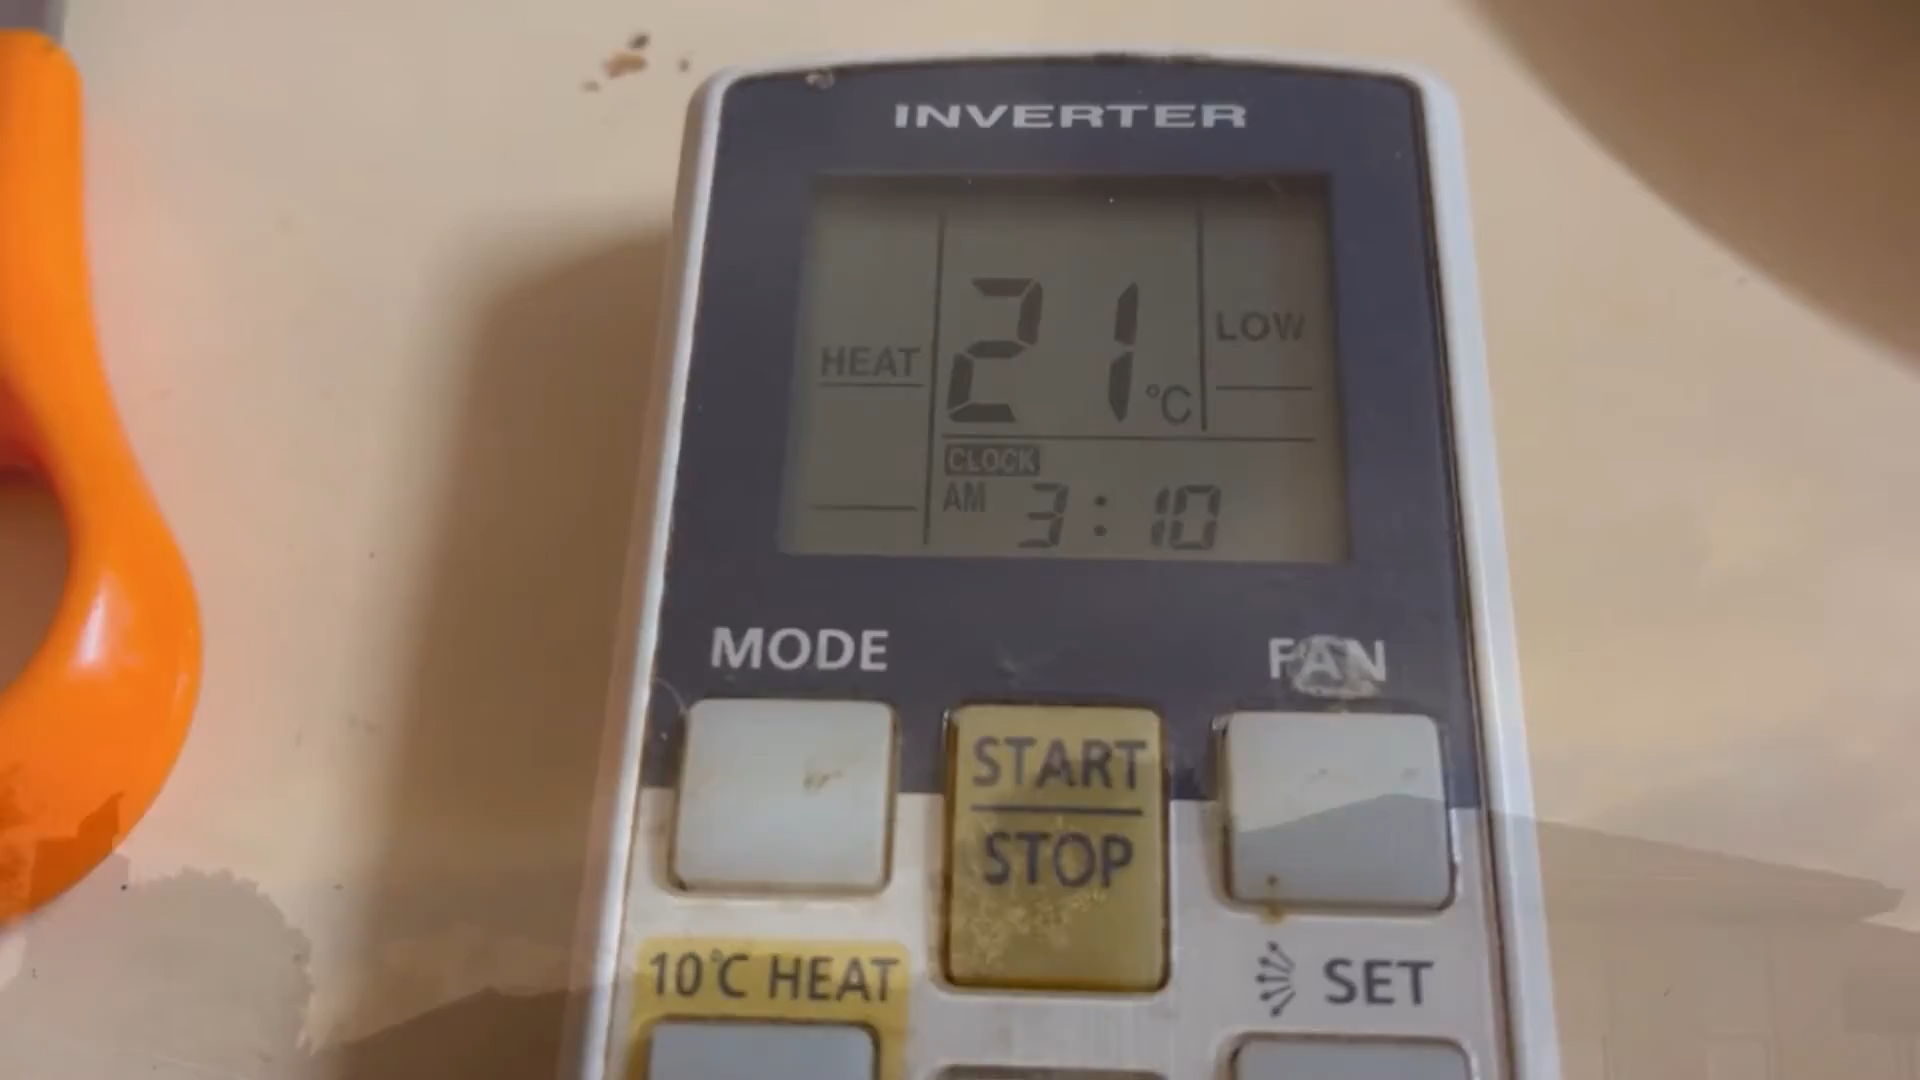 INVERTER
HEAT
21°C
LOW
CLOCK
AM 3:10
MODE
FAN
START
STOP
10°C HEAT
SET